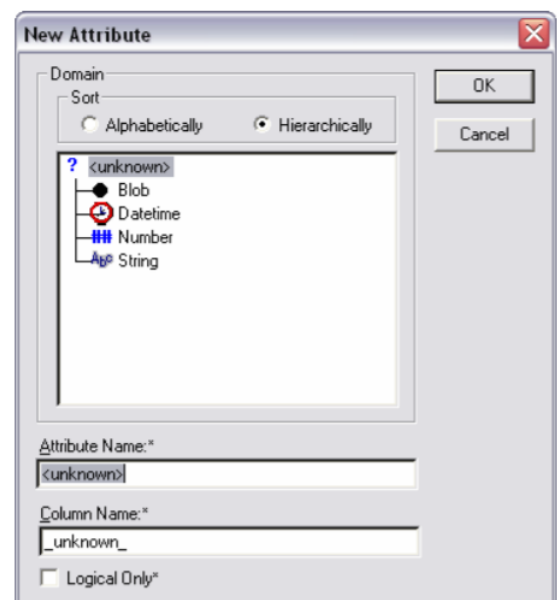 New Attribute
Domain
Sort
Alphabetically Hierarchically
OK
Cancel
? <unknown>
Blob
Datetime
## Number
Abc String
Attribute Name:*
<unknown>
Column Name:*
_unknown_
Logical Only*